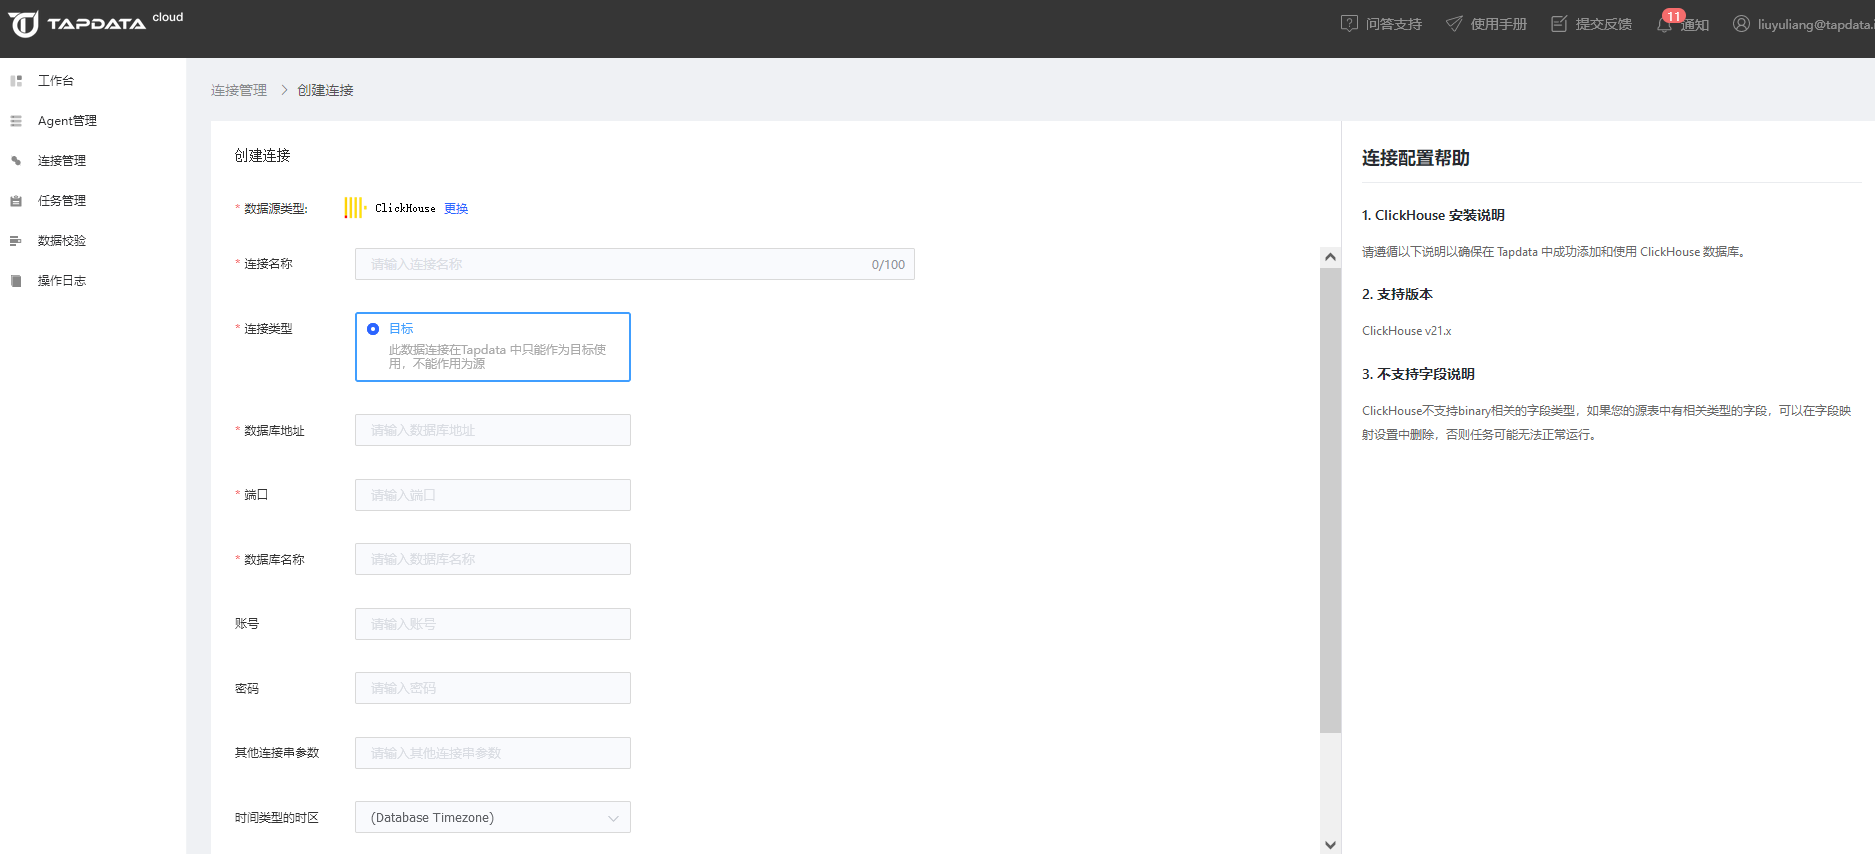 TAPDATA cloud
问答支持
使用手册
提交反馈
11
通知
liuyuliang@tapdata.i
工作台
Agent管理
连接管理
任务管理
数据校验
操作日志
连接管理 > 创建连接
创建连接
* 数据源类型: ClickHouse 更换
* 连接名称 请输入连接名称 0/100
* 连接类型 目标
此数据连接在Tapdata 中只能作为目标使
用，不能作用为源
* 数据库地址 请输入数据库地址
* 端口 请输入端口
* 数据库名称 请输入数据库名称
账号 请输入账号
密码 请输入密码
其他连接串参数 请输入其他连接串参数
时间类型的时区 (Database Timezone)
连接配置帮助
1. ClickHouse 安装说明
请遵循以下说明以确保在 Tapdata 中成功添加和使用 ClickHouse 数据库。
2. 支持版本
ClickHouse v21.x
3. 不支持字段说明
ClickHouse不支持binary相关的字段类型，如果您的源表中有相关类型的字段，可以在字段映
射设置中删除，否则任务可能无法正常运行。